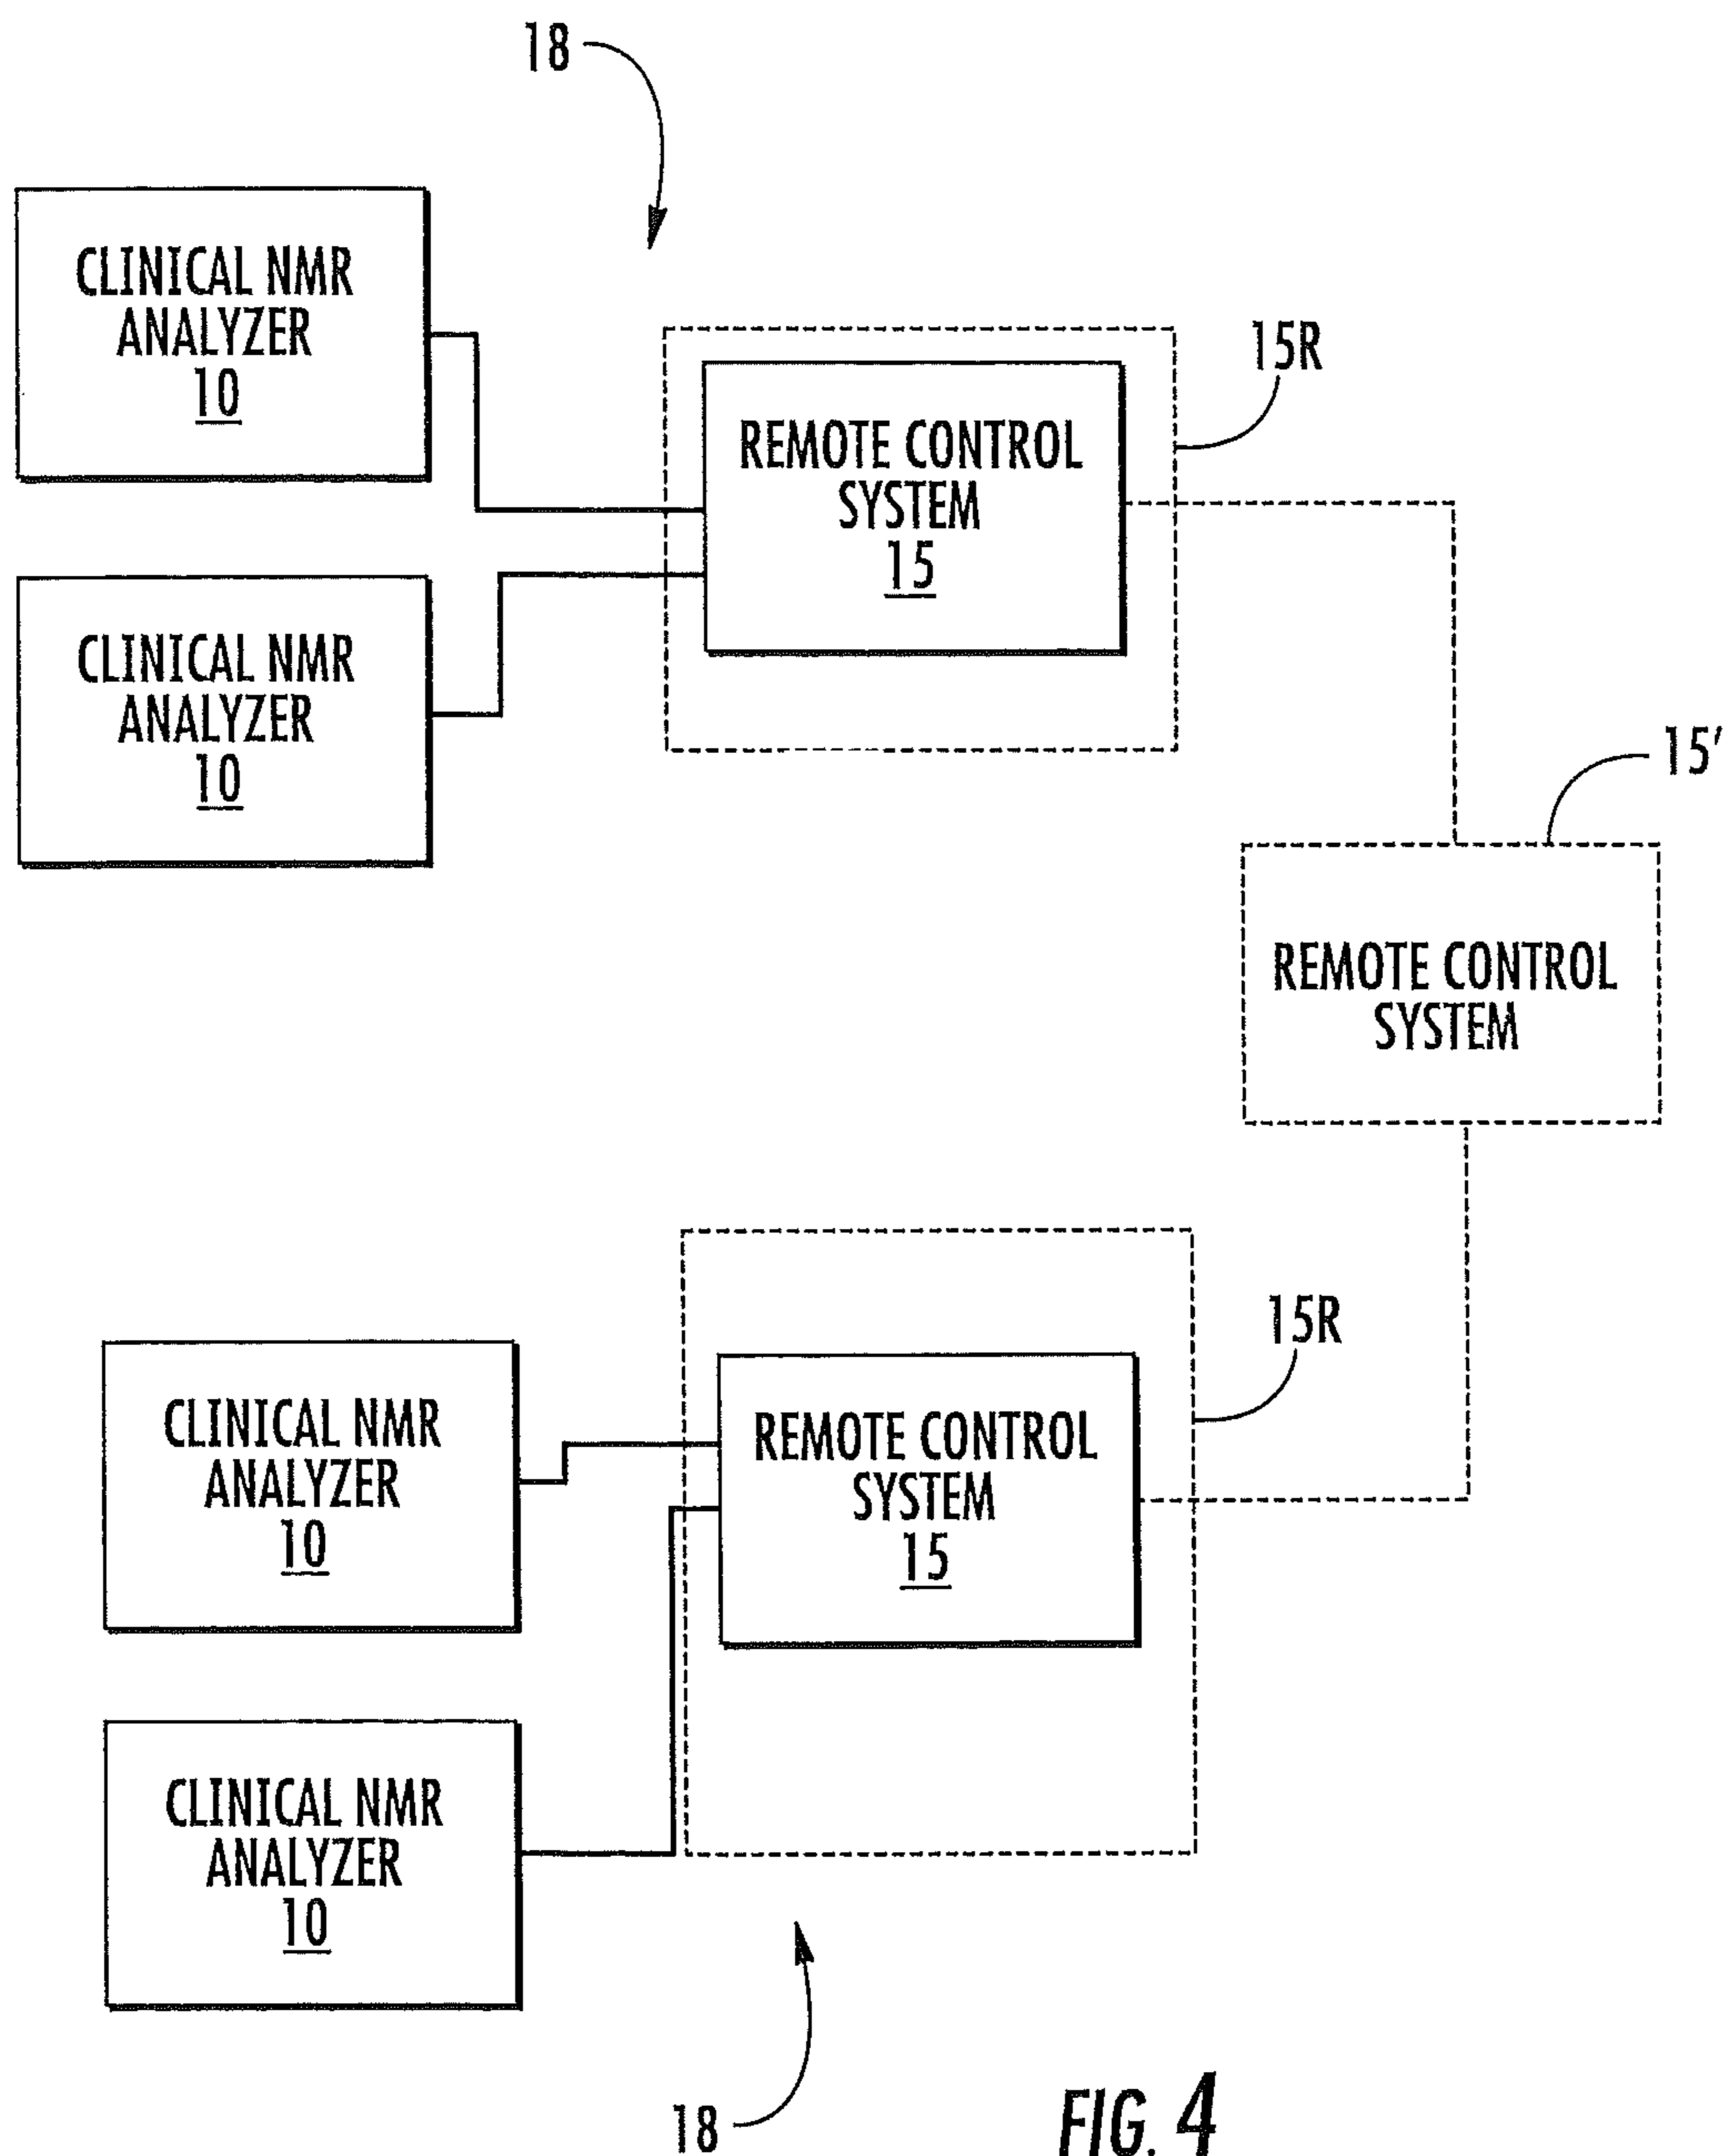 18
CLINICAL NMR
ANALYZER
10
15R
REMOTE CONTROL
SYSTEM
15
CLINICAL NMR
ANALYZER
10
15'
REMOTE CONTROL
SYSTEM
15R
CLINICAL NMR
ANALYZER
10
REMOTE CONTROL
SYSTEM
15
CLINICAL NMR
ANALYZER
10
18
FIG. 4